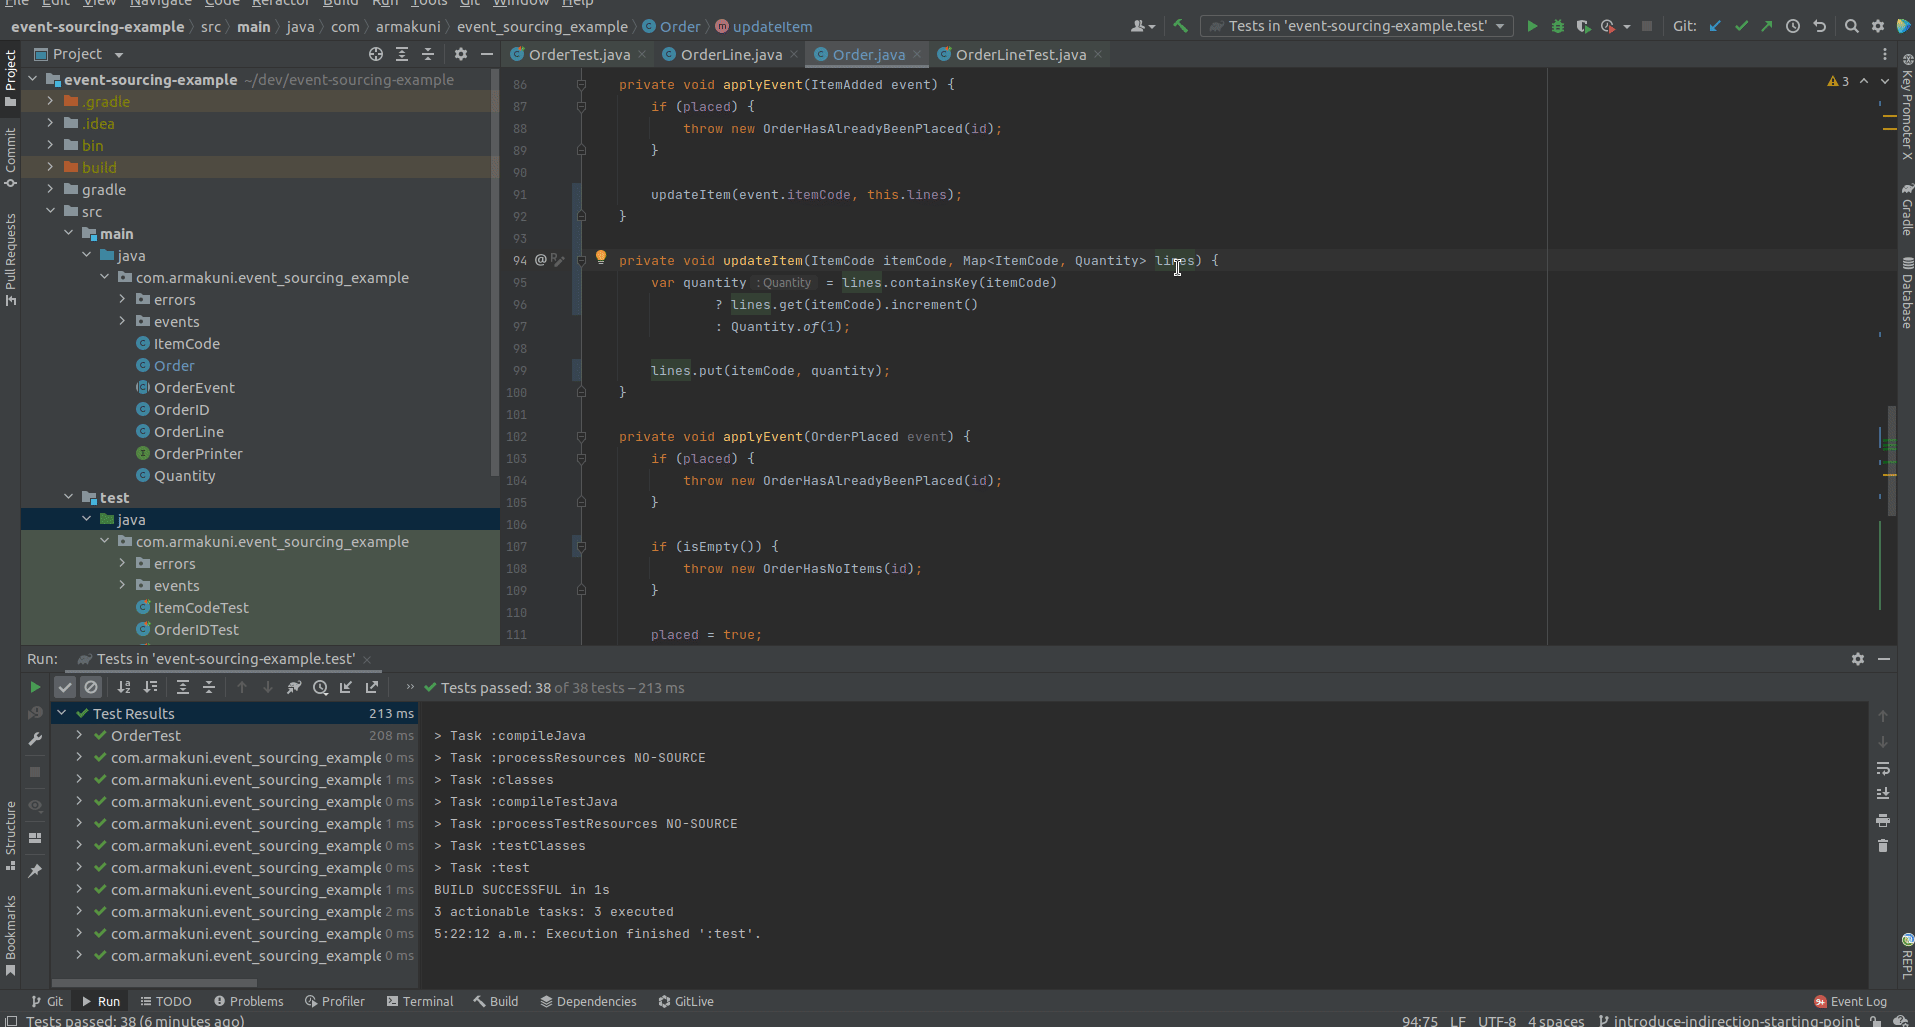 File Edit View Navigate Code Refactor Build Run Tools Git Window Help
event-sourcing-example src main java com armakuni event_sourcing_example Order updateItem
Tests in 'event-sourcing-example.test'
Git:
Project
OrderTest.java OrderLine.java Order.java OrderLineTest.java
event-sourcing-example ~/dev/event-sourcing-example
.gradle
.idea
bin
build
gradle
src
main
java
com.armakuni.event_sourcing_example
errors
events
ItemCode
Order
OrderEvent
OrderID
OrderLine
OrderPrinter
Quantity
test
java
com.armakuni.event_sourcing_example
errors
events
ItemCodeTest
OrderIDTest
3
86 private void applyEvent(ItemAdded event) {
87 if (placed) {
88 throw new OrderHasAlreadyBeenPlaced(id);
89 }
90
91 updateItem(event.itemCode, this.lines);
92 }
93
94 @ private void updateItem(ItemCode itemCode, Map<ItemCode, Quantity> lines) {
95 var quantity : Quantity = lines.containsKey(itemCode)
96 ? lines.get(itemCode).increment()
97 : Quantity.of(1);
98
99 lines.put(itemCode, quantity);
100 }
101
102 private void applyEvent(OrderPlaced event) {
103 if (placed) {
104 throw new OrderHasAlreadyBeenPlaced(id);
105 }
106
107 if (isEmpty()) {
108 throw new OrderHasNoItems(id);
109 }
110
111 placed = true;
Project
Commit
Pull Requests
Structure
Bookmarks
Key Promoter X
Gradle
Database
REPL
Run: Tests in 'event-sourcing-example.test'
Tests passed: 38 of 38 tests – 213 ms
Test Results 213 ms
OrderTest 208 ms
com.armakuni.event_sourcing_example 0 ms
com.armakuni.event_sourcing_example 1 ms
com.armakuni.event_sourcing_example 0 ms
com.armakuni.event_sourcing_example 1 ms
com.armakuni.event_sourcing_example 0 ms
com.armakuni.event_sourcing_example 0 ms
com.armakuni.event_sourcing_example 1 ms
com.armakuni.event_sourcing_example 2 ms
com.armakuni.event_sourcing_example 0 ms
com.armakuni.event_sourcing_example 0 ms
> Task :compileJava
> Task :processResources NO-SOURCE
> Task :classes
> Task :compileTestJava
> Task :processTestResources NO-SOURCE
> Task :testClasses
> Task :test
BUILD SUCCESSFUL in 1s
3 actionable tasks: 3 executed
5:22:12 a.m.: Execution finished ':test'.
Git Run TODO Problems Profiler Terminal Build Dependencies GitLive 9+ Event Log
Tests passed: 38 (6 minutes ago) 94:75 LF UTF-8 4 spaces introduce-indirection-starting-point